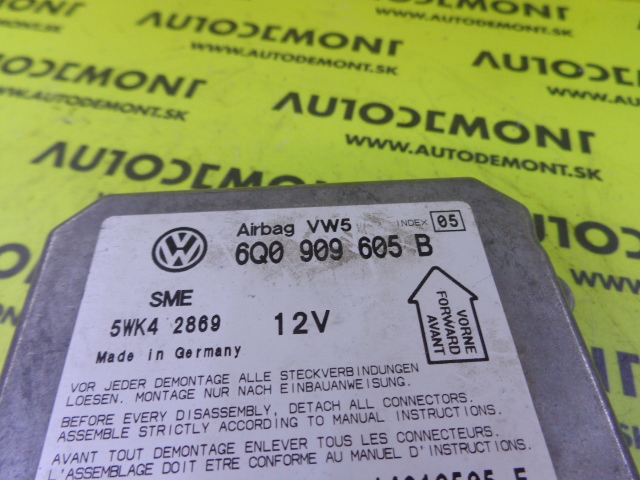 AUTODEMONT
WWW.AUTODEMONT.SK
AUTODEMONT
WWW.AUTODEMONT.SK
AUTODEMONT
WWW.AUTODEMONT.SK
AUTODEMONT
Airbag VW5 INDEX 05
6Q0 909 605 B
SME
5WK4 2869 12V
Made in Germany
VORNE
FORWARD
AVANT
VOR JEDER DEMONTAGE ALLE STECKVERBINDUNGEN
LOESEN. MONTAGE NUR NACH EINBAUANWEISUNG.
BEFORE EVERY DISASSEMBLY, DETACH ALL CONNECTORS.
ASSEMBLE STRICTLY ACCORDING TO MANUAL INSTRUCTIONS.
AVANT TOUT DEMONTAGE ENLEVER TOUS LES CONNECTEURS.
L'ASSEMBLAGE DOIT ETRE CONFORME AU MANUEL D'INSTRUCTIONS